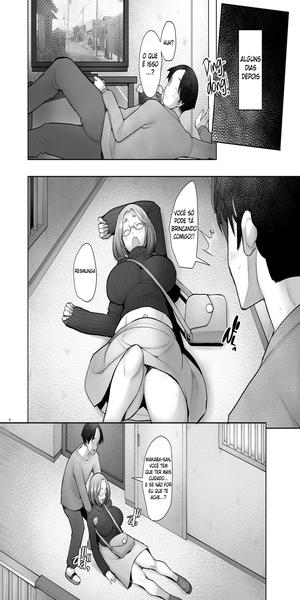 ALGUNS
DIAS
DEPOIS
HUH?
O QUE
É ISSO
...?
Ding-
dong!
VOCÊ SÓ
PODE TÁ
BRINCANDO
COMIGO!!
RESMUNGA
WAKABA-SAN,
VOCÊ TEM
QUE TER
MAIS
CUIDADO...
E SE NÃO FOR
EU QUE TE
ACHE...?